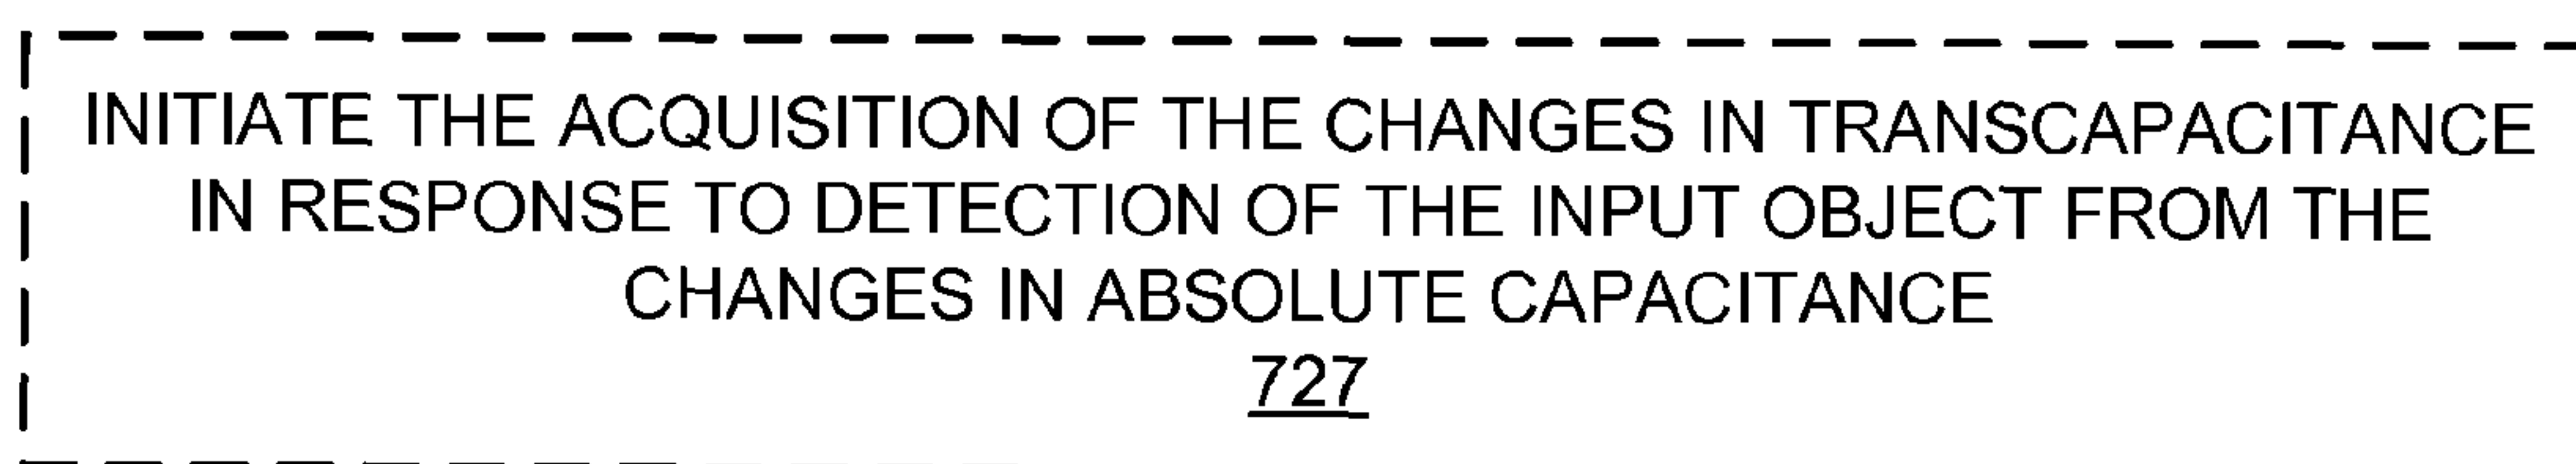 INITIATE THE ACQUISITION OF THE CHANGES IN TRANSCAPACITANCE
IN RESPONSE TO DETECTION OF THE INPUT OBJECT FROM THE
CHANGES IN ABSOLUTE CAPACITANCE
727